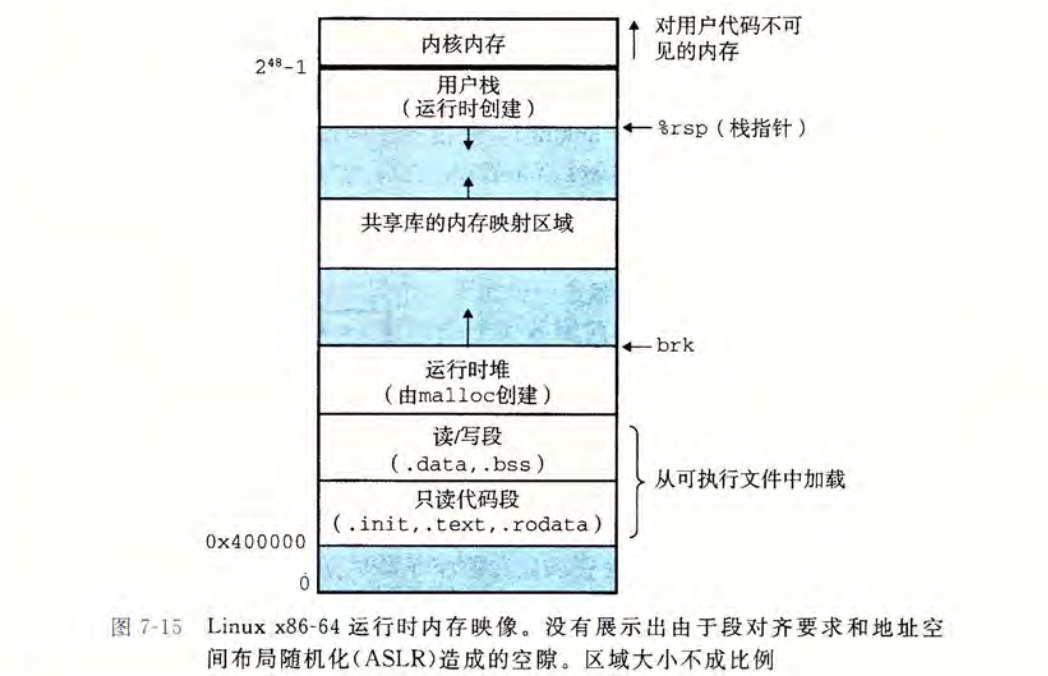 内核内存
对用户代码不可
见的内存
2⁴⁸-1
用户栈
(运行时创建)
%rsp(栈指针)
共享库的内存映射区域
brk
运行时堆
(由malloc创建)
读/写段
(.data,.bss)
从可执行文件中加载
只读代码段
(.init,.text,.rodata)
0x400000
0
图 7-15 Linux x86-64 运行时内存映像。没有展示出由于段对齐要求和地址空
间布局随机化(ASLR)造成的空隙。区域大小不成比例